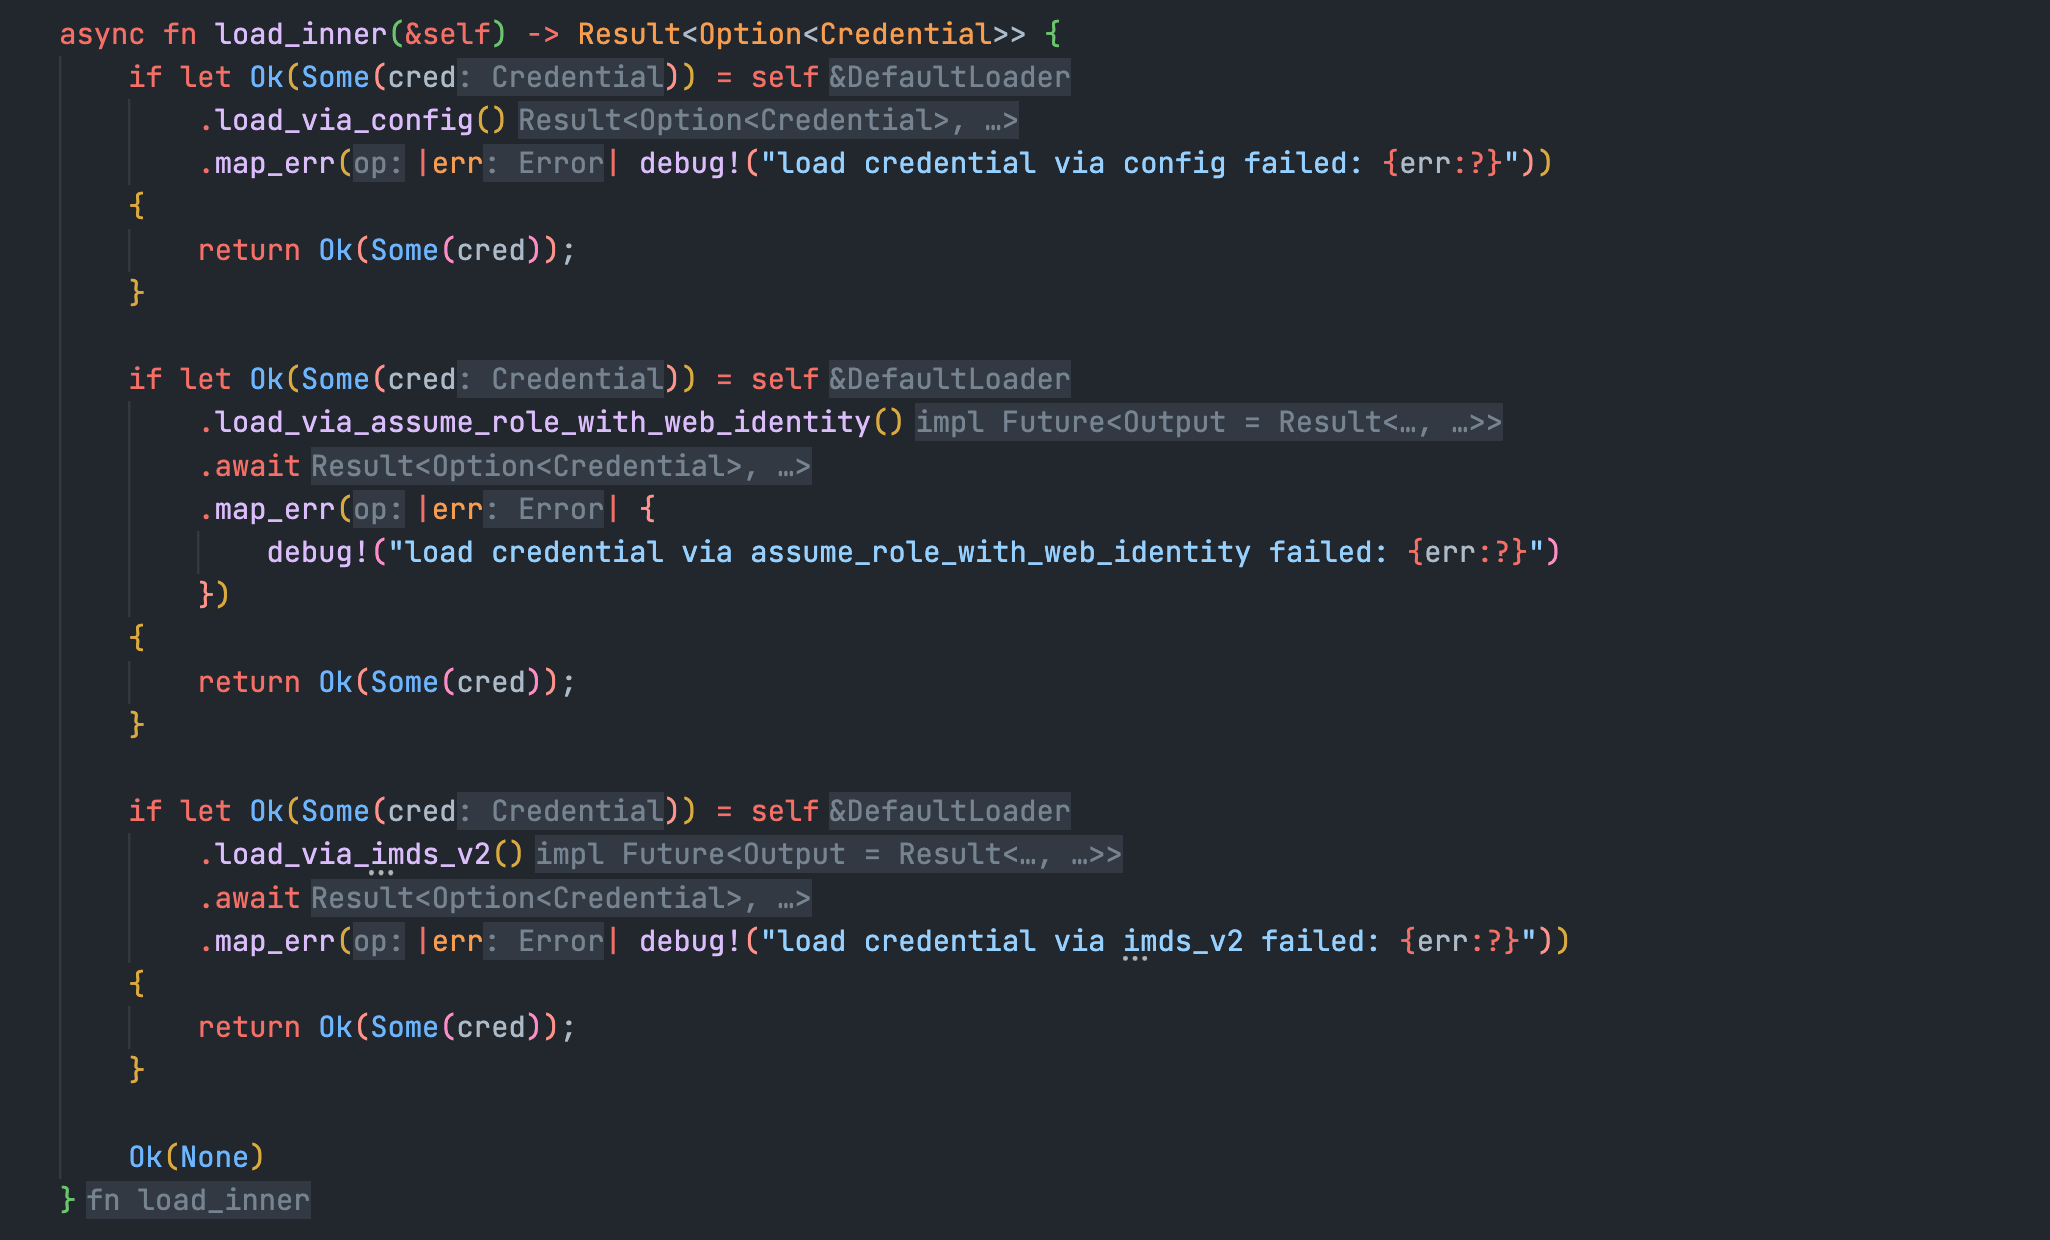 async fn load_inner(&self) -> Result<Option<Credential>> {
if let Ok(Some(cred: Credential)) = self &DefaultLoader
.load_via_config() Result<Option<Credential>, …>
.map_err(op: |err: Error| debug!("load credential via config failed: {err:?}"))
{
return Ok(Some(cred));
}
if let Ok(Some(cred: Credential)) = self &DefaultLoader
.load_via_assume_role_with_web_identity() impl Future<Output = Result<…, …>>
.await Result<Option<Credential>, …>
.map_err(op: |err: Error| {
debug!("load credential via assume_role_with_web_identity failed: {err:?}")
})
{
return Ok(Some(cred));
}
if let Ok(Some(cred: Credential)) = self &DefaultLoader
.load_via_imds_v2() impl Future<Output = Result<…, …>>
.await Result<Option<Credential>, …>
.map_err(op: |err: Error| debug!("load credential via imds_v2 failed: {err:?}"))
{
return Ok(Some(cred));
}
Ok(None)
} fn load_inner